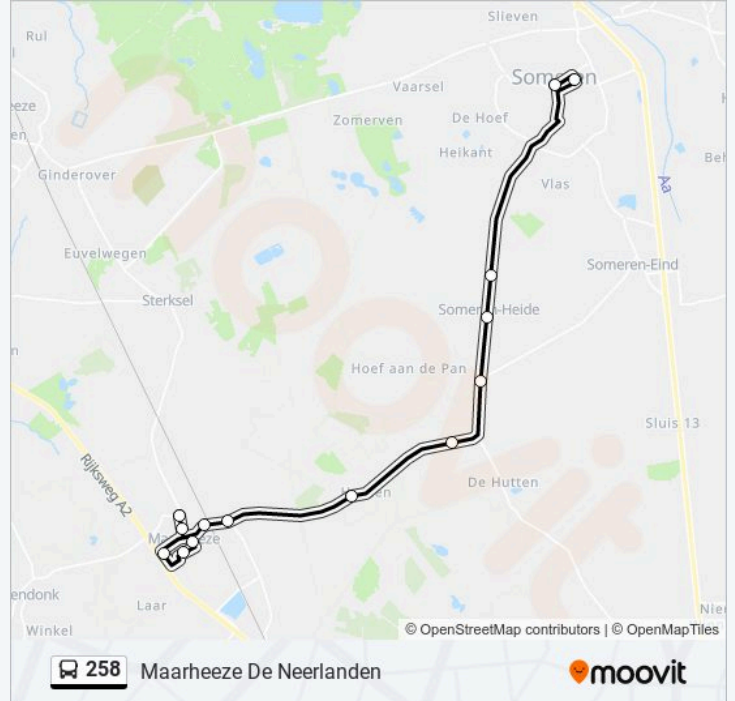 Slieven
Rul
Someren
Vaarsel
eeze
Zomerven
De Hoef
en
Heikant
Beh
Ginderover
Vlas
Aa
Euvelwegen
Someren-Eind
Sterksel
Someren-Heide
n
Hoef aan de Pan
Sluis 13
Rijksweg A2
De Hutten
Maarheeze
endonk
Laar
Nie
Winkel
© OpenStreetMap contributors | © OpenMapTiles
258 Maarheeze De Neerlanden
moovit